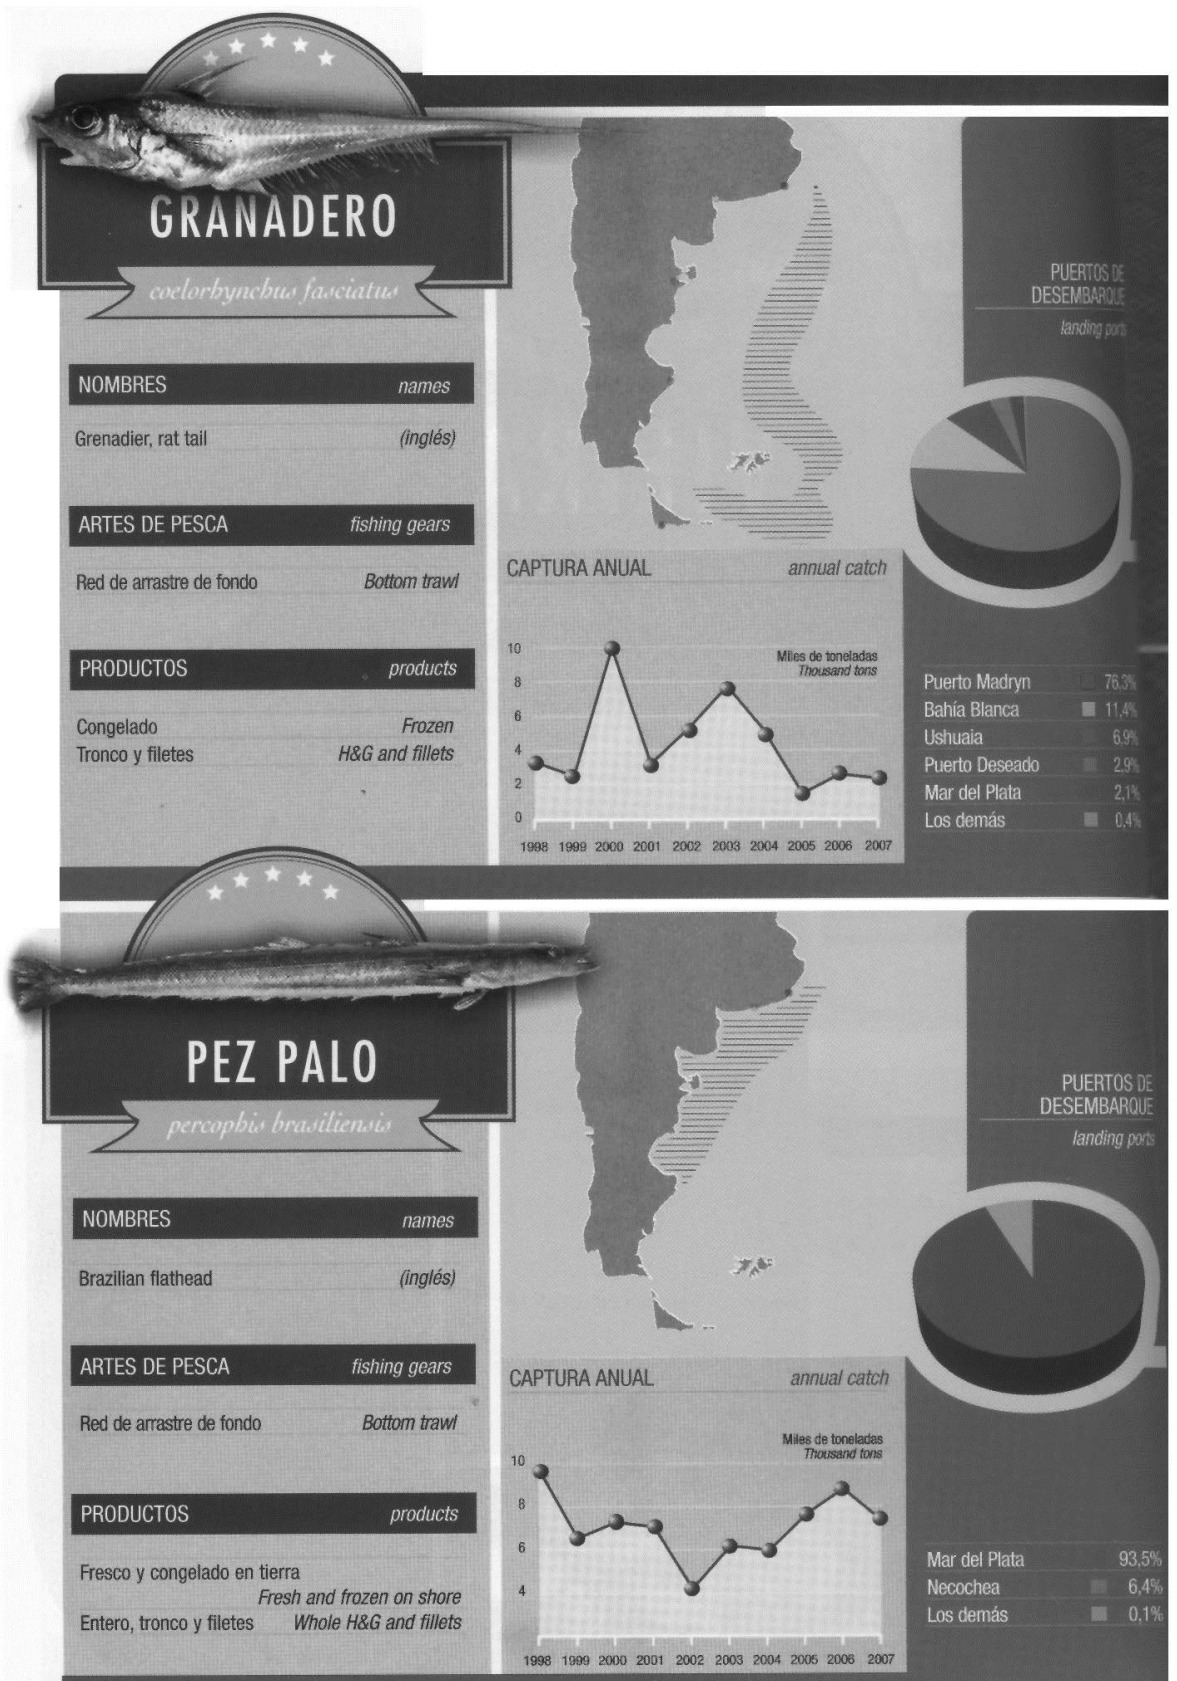 GRANADERO
coelorhynchus fasciatus
NOMBRES names
Grenadier, rat tail (inglés)
ARTES DE PESCA fishing gears
Red de arrastre de fondo Bottom trawl
PRODUCTOS products
Congelado Frozen
Tronco y filetes H&G and fillets
CAPTURA ANUAL annual catch
Miles de toneladas
Thousand tons
10
8
6
4
2
0
1998 1999 2000 2001 2002 2003 2004 2005 2006 2007
PUERTOS DE
DESEMBARQUE
landing ports
Puerto Madryn 76,3%
Bahía Blanca 11,4%
Ushuaia 6,9%
Puerto Deseado 2,9%
Mar del Plata 2,1%
Los demás 0,4%
PEZ PALO
percophis brasiliensis
NOMBRES names
Brazilian flathead (inglés)
ARTES DE PESCA fishing gears
Red de arrastre de fondo Bottom trawl
PRODUCTOS products
Fresco y congelado en tierra
Fresh and frozen on shore
Entero, tronco y filetes Whole H&G and fillets
CAPTURA ANUAL annual catch
Miles de toneladas
Thousand tons
10
8
6
4
1998 1999 2000 2001 2002 2003 2004 2005 2006 2007
PUERTOS DE
DESEMBARQUE
landing ports
Mar del Plata 93,5%
Necochea 6,4%
Los demás 0,1%